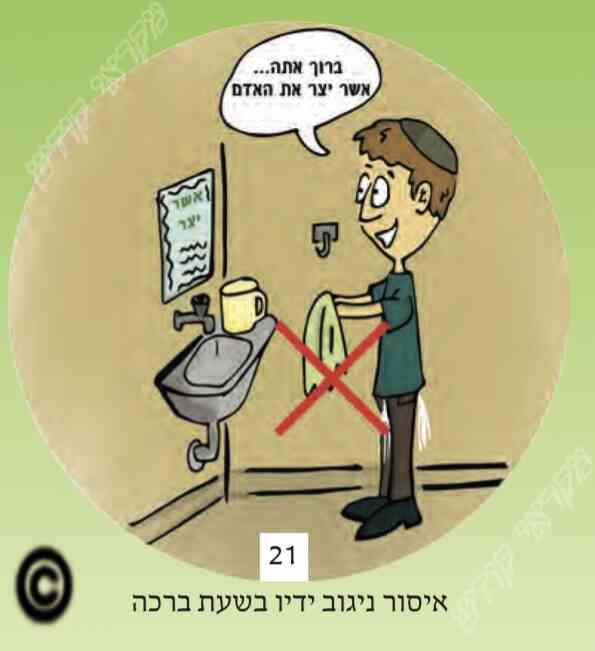 ברוך אתה...
אשר יצר את האדם
אשר
יצר
21
איסור ניגוב ידיו בשעת ברכה
©
מקראי קודש
מקראי קודש